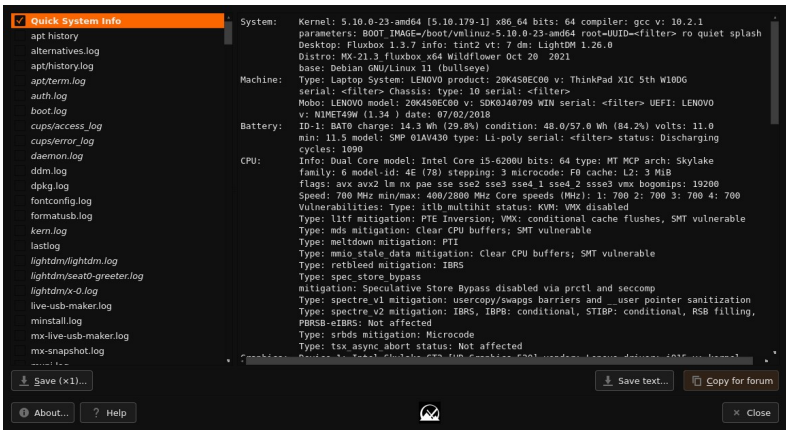 Quick System Info
apt history
alternatives.log
apt/history.log
apt/term.log
auth.log
boot.log
cups/access_log
cups/error_log
daemon.log
ddm.log
dpkg.log
fontconfig.log
formatusb.log
kern.log
lastlog
lightdm/lightdm.log
lightdm/seat0-greeter.log
lightdm/x-0.log
live-usb-maker.log
minstall.log
mx-live-usb-maker.log
mx-snapshot.log
System: Kernel: 5.10.0-23-amd64 [5.10.179-1] x86_64 bits: 64 compiler: gcc v: 10.2.1
parameters: BOOT_IMAGE=/boot/vmlinuz-5.10.0-23-amd64 root=UUID=<filter> ro quiet splash
Desktop: Fluxbox 1.3.7 info: tint2 vt: 7 dm: LightDM 1.26.0
Distro: MX-21.3_fluxbox_x64 Wildflower Oct 20 2021
base: Debian GNU/Linux 11 (bullseye)
Machine: Type: Laptop System: LENOVO product: 20K4S0EC00 v: ThinkPad X1C 5th W10DG
serial: <filter> Chassis: type: 10 serial: <filter>
Mobo: LENOVO model: 20K4S0EC00 v: SDK0J40709 WIN serial: <filter> UEFI: LENOVO
v: N1MET49W (1.34 ) date: 07/02/2018
Battery: ID-1: BAT0 charge: 14.3 Wh (29.8%) condition: 48.0/57.0 Wh (84.2%) volts: 11.0
min: 11.5 model: SMP 01AV430 type: Li-poly serial: <filter> status: Discharging
cycles: 1090
CPU: Info: Dual Core model: Intel Core i5-6200U bits: 64 type: MT MCP arch: Skylake
family: 6 model-id: 4E (78) stepping: 3 microcode: F0 cache: L2: 3 MiB
flags: avx avx2 lm nx pae sse sse2 sse3 sse4_1 sse4_2 ssse3 vmx bogomips: 19200
Speed: 700 MHz min/max: 400/2800 MHz Core speeds (MHz): 1: 700 2: 700 3: 700 4: 700
Vulnerabilities: Type: itlb_multihit status: KVM: VMX disabled
Type: l1tf mitigation: PTE Inversion; VMX: conditional cache flushes, SMT vulnerable
Type: mds mitigation: Clear CPU buffers; SMT vulnerable
Type: meltdown mitigation: PTI
Type: mmio_stale_data mitigation: Clear CPU buffers; SMT vulnerable
Type: retbleed mitigation: IBRS
Type: spec_store_bypass
mitigation: Speculative Store Bypass disabled via prctl and seccomp
Type: spectre_v1 mitigation: usercopy/swapgs barriers and __user pointer sanitization
Type: spectre_v2 mitigation: IBRS, IBPB: conditional, STIBP: conditional, RSB filling,
PBRSB-eIBRS: Not affected
Type: srbds mitigation: Microcode
Type: tsx_async_abort status: Not affected
Save (×1)...
Save text...
Copy for forum
About...
Help
Close